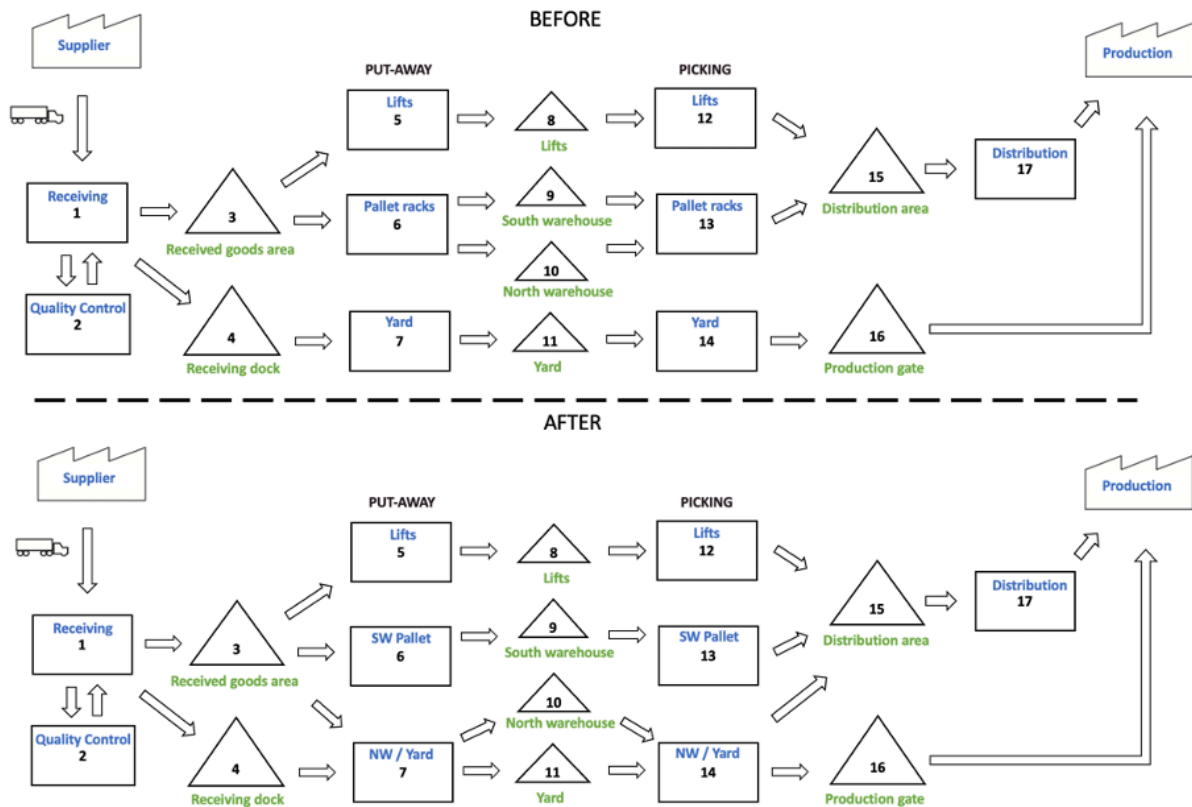 BEFORE
Supplier
Production
PUT-AWAY
PICKING
Lifts
5
8
Lifts
Lifts
12
15
Distribution area
Distribution
17
Receiving
1
3
Received goods area
Pallet racks
6
9
South warehouse
Pallet racks
13
10
North warehouse
Quality Control
2
4
Receiving dock
Yard
7
11
Yard
Yard
14
16
Production gate
AFTER
Supplier
Production
PUT-AWAY
PICKING
Lifts
5
8
Lifts
Lifts
12
15
Distribution area
Distribution
17
Receiving
1
3
Received goods area
SW Pallet
6
9
South warehouse
SW Pallet
13
10
North warehouse
Quality Control
2
4
Receiving dock
NW / Yard
7
11
Yard
NW / Yard
14
16
Production gate